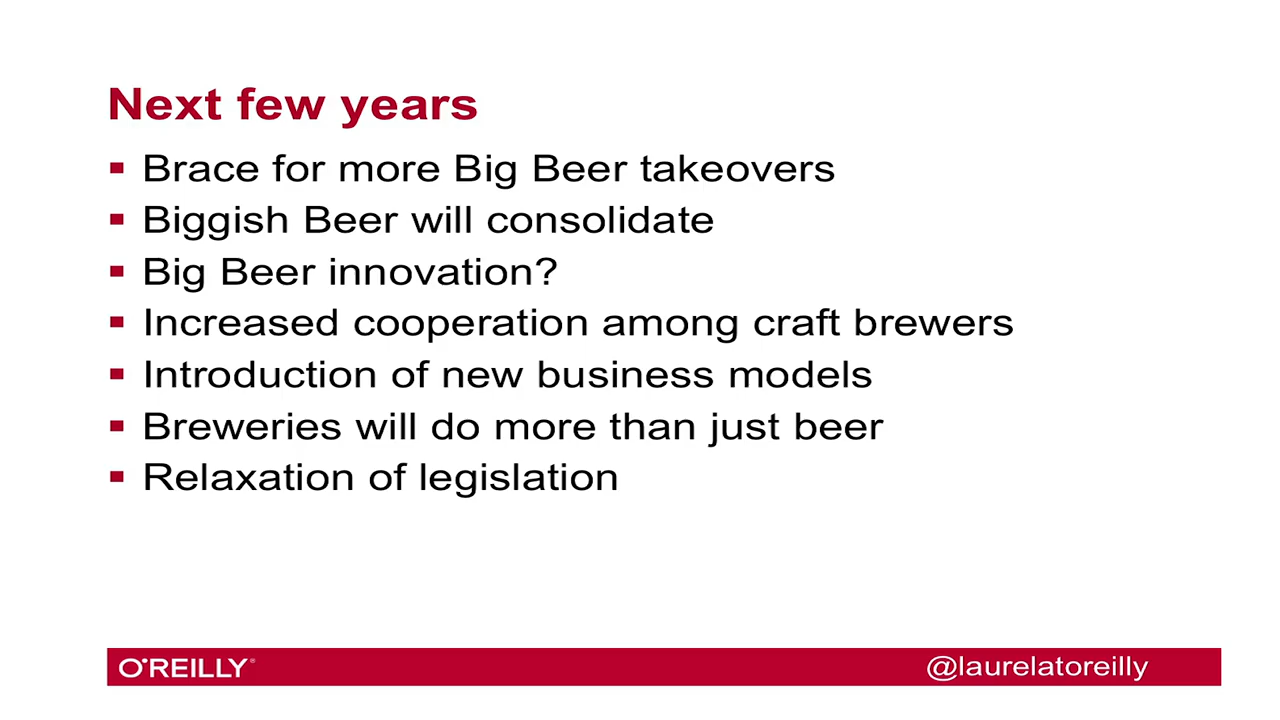 Next few years
▪ Brace for more Big Beer takeovers
▪ Biggish Beer will consolidate
▪ Big Beer innovation?
▪ Increased cooperation among craft brewers
▪ Introduction of new business models
▪ Breweries will do more than just beer
▪ Relaxation of legislation
O'REILLY®
@laurelatoreilly